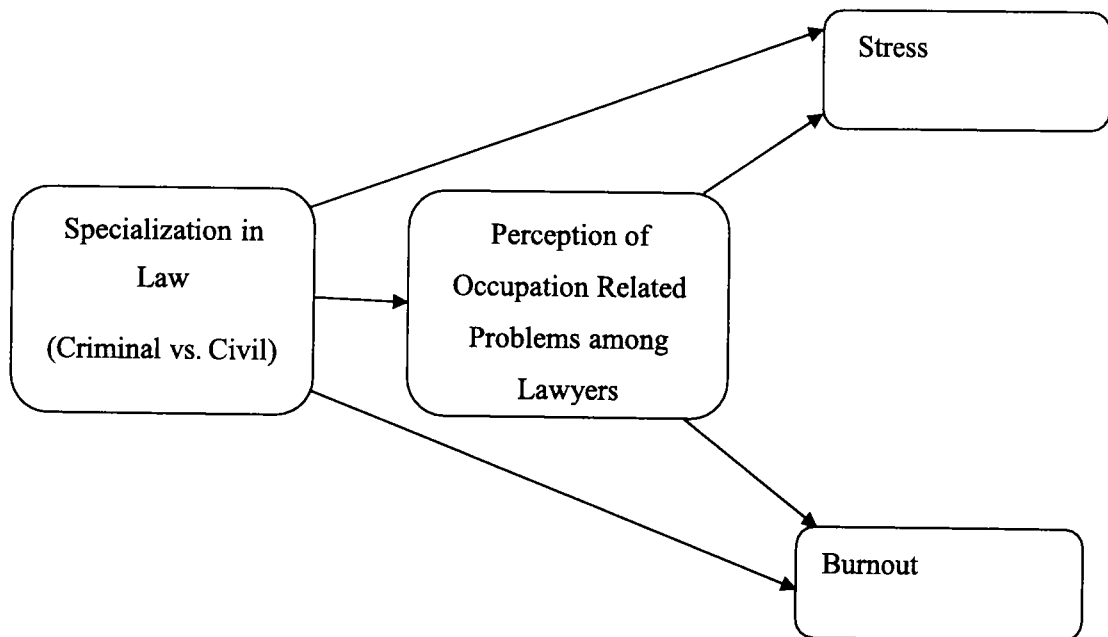 Stress
Specialization in
Law
(Criminal vs. Civil)
Perception of
Occupation Related
Problems among
Lawyers
Burnout